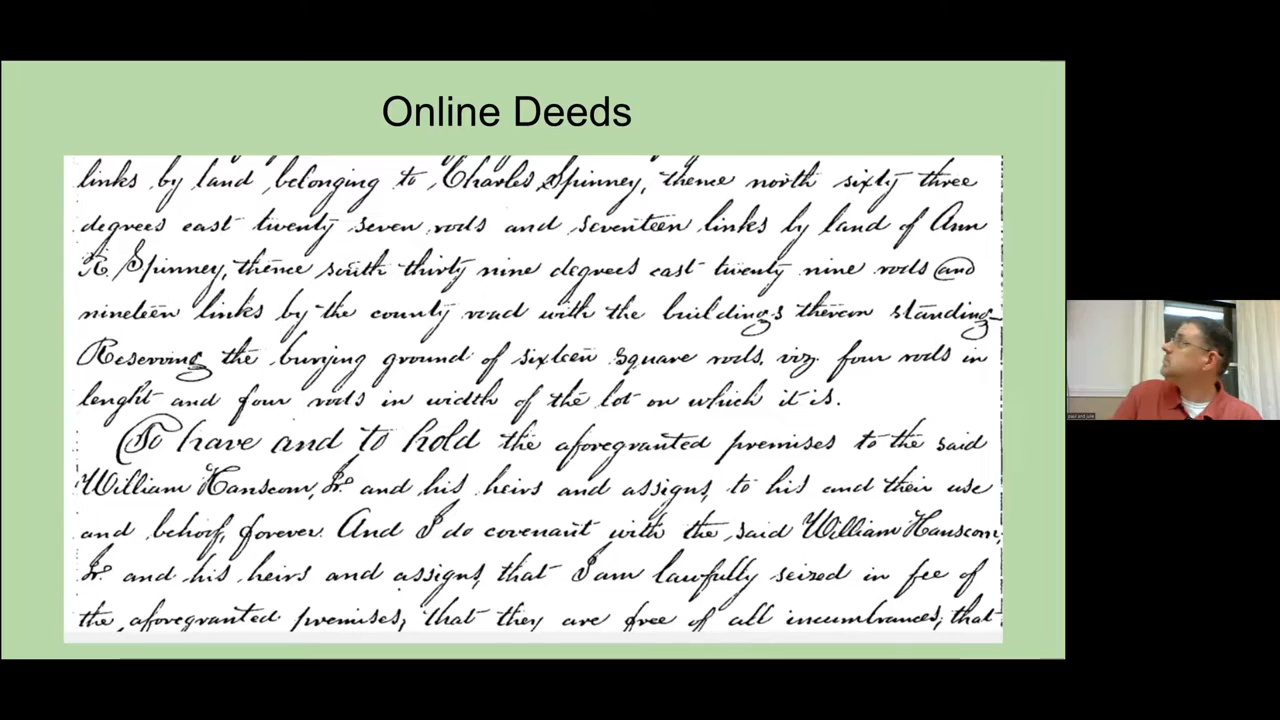 Online Deeds
links by land belonging to Charles Spinney, thence north sixty three
degrees east twenty seven rods and seventeen links by land of Ann
R. Spinney, thence south thirty nine degrees east twenty nine rods and
nineteen links by the county road with the buildings thereon standing-
Reserving the burying ground of sixteen square rods, viz. four rods in
lenght and four rods in width of the lot on which it is.
To have and to hold the aforegranted premises to the said
William Hanscom, Jr. and his heirs and assigns, to his and their use
and behoof, forever. And I do covenant with the said William Hanscom,
Jr. and his heirs and assigns, that I am lawfully seized in fee of
the aforegranted premises; that they are free of all incumbrances; that